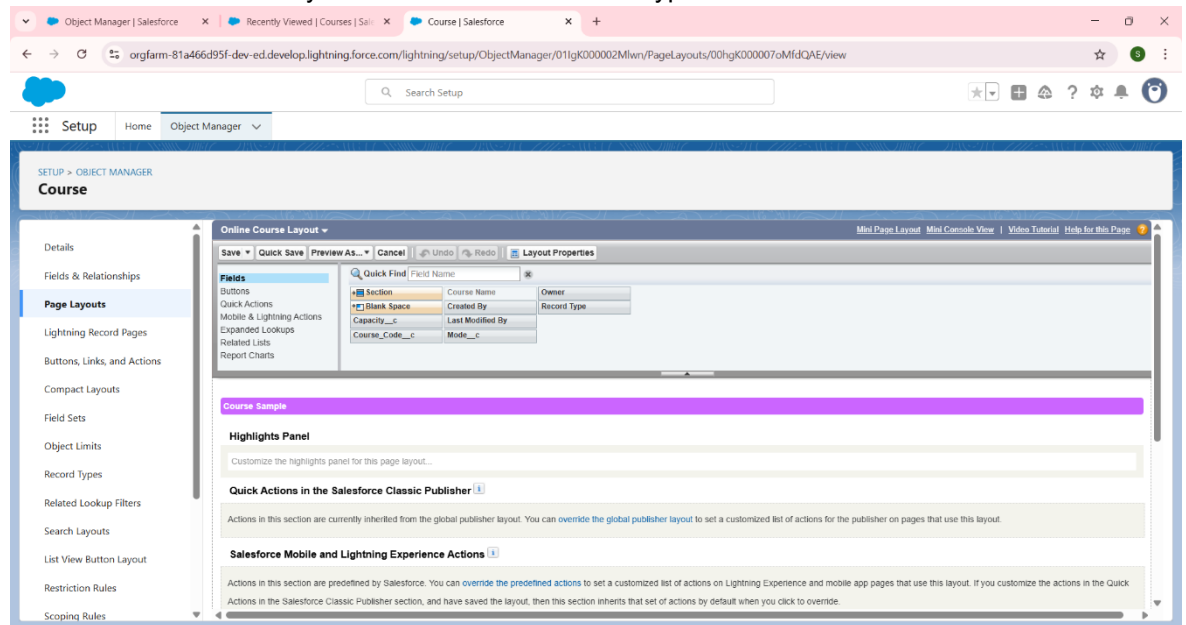 Object Manager | Salesforce
Recently Viewed | Courses | Sale
Course | Salesforce
orgfarm-81a466d95f-dev-ed.develop.lightning.force.com/lightning/setup/ObjectManager/01IgK000002Mlwn/PageLayouts/00hgK000007oMfdQAE/view
S
Search Setup
Setup
Home
Object Manager
SETUP > OBJECT MANAGER
Course
Details
Fields & Relationships
Page Layouts
Lightning Record Pages
Buttons, Links, and Actions
Compact Layouts
Field Sets
Object Limits
Record Types
Related Lookup Filters
Search Layouts
List View Button Layout
Restriction Rules
Scoping Rules
Online Course Layout
Mini Page Layout Mini Console View | Video Tutorial Help for this Page
Save Quick Save Preview As... Cancel Undo Redo Layout Properties
Fields
Buttons
Quick Actions
Mobile & Lightning Actions
Expanded Lookups
Related Lists
Report Charts
Quick Find Field Name
Section Course Name Owner
Blank Space Created By Record Type
Capacity__c Last Modified By
Course_Code__c Mode__c
Course Sample
Highlights Panel
Customize the highlights panel for this page layout...
Quick Actions in the Salesforce Classic Publisher
Actions in this section are currently inherited from the global publisher layout. You can override the global publisher layout to set a customized list of actions for the publisher on pages that use this layout.
Salesforce Mobile and Lightning Experience Actions
Actions in this section are predefined by Salesforce. You can override the predefined actions to set a customized list of actions on Lightning Experience and mobile app pages that use this layout. If you customize the actions in the Quick
Actions in the Salesforce Classic Publisher section, and have saved the layout, then this section inherits that set of actions by default when you click to override.